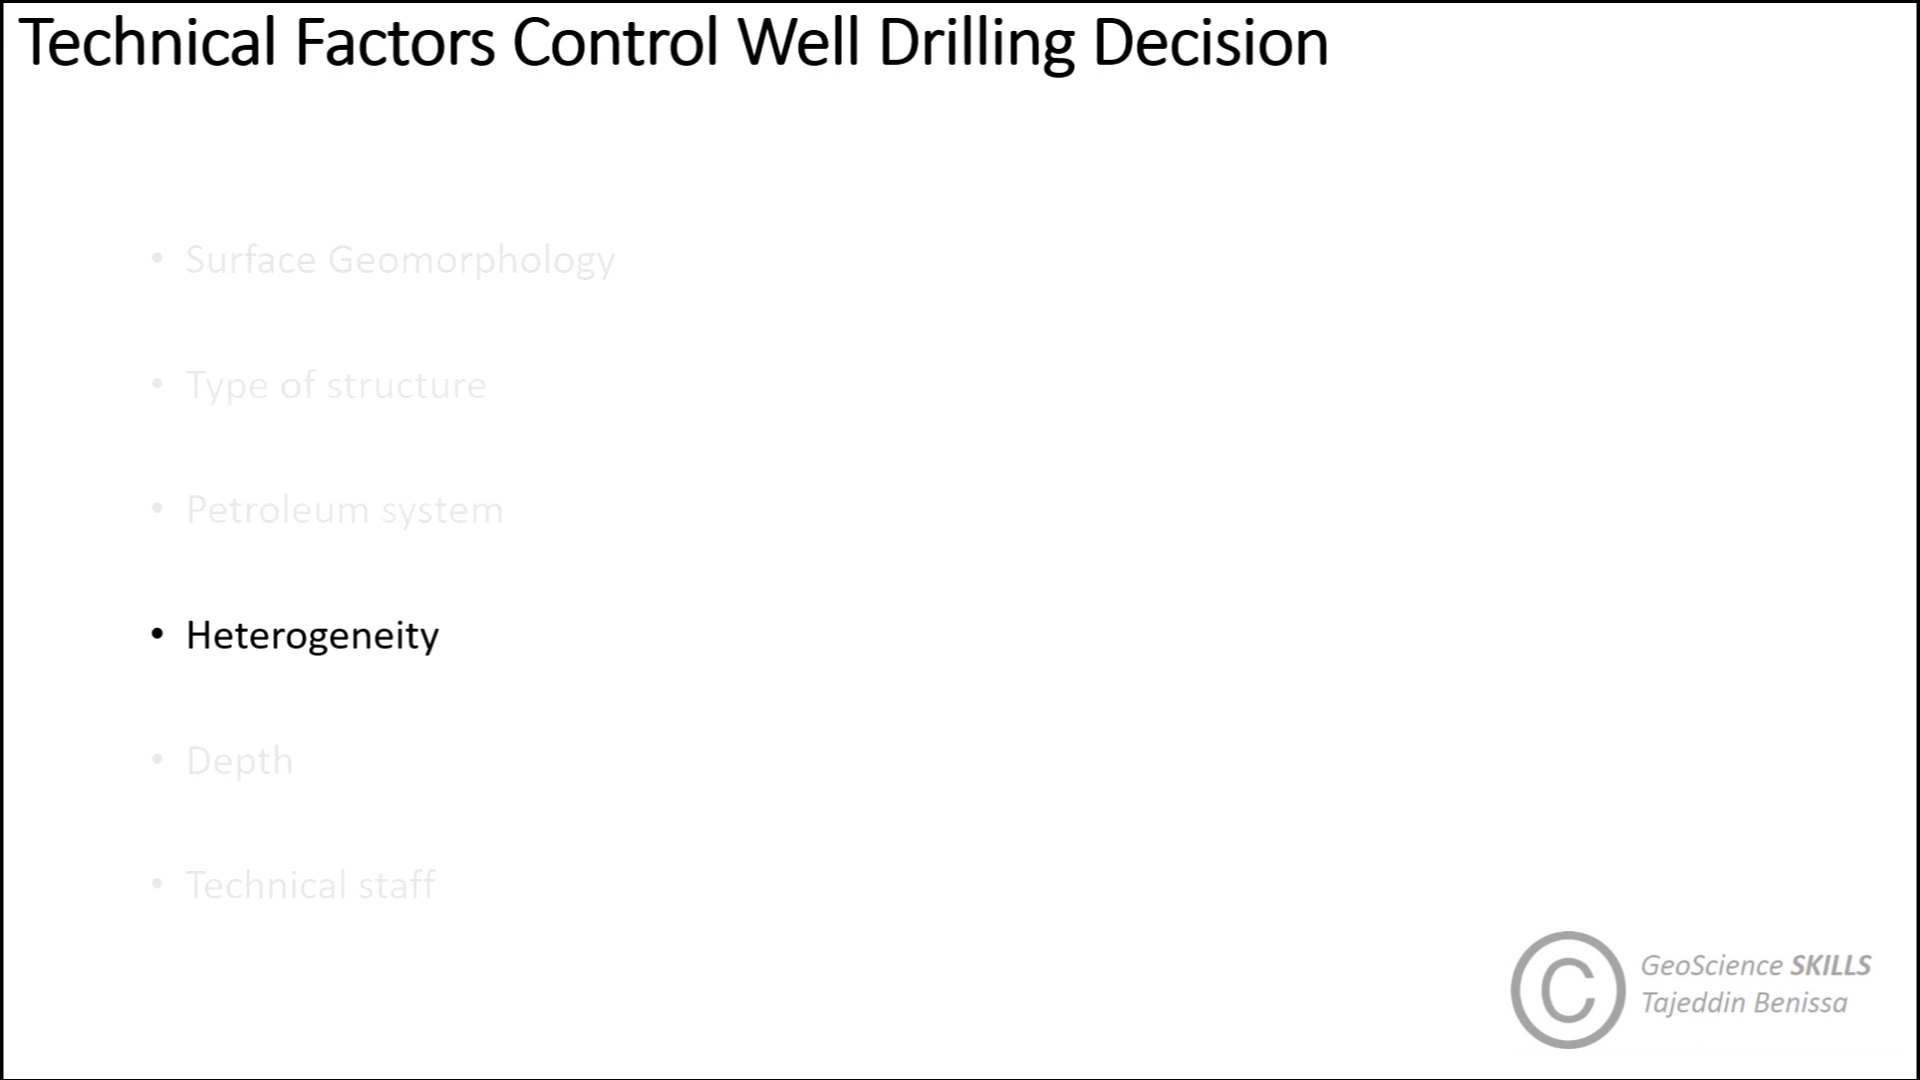 Technical Factors Control Well Drilling Decision
• Surface Geomorphology
• Type of structure
• Petroleum system
• Heterogeneity
• Depth
• Technical staff
© GeoScience SKILLS
Tajeddin Benissa